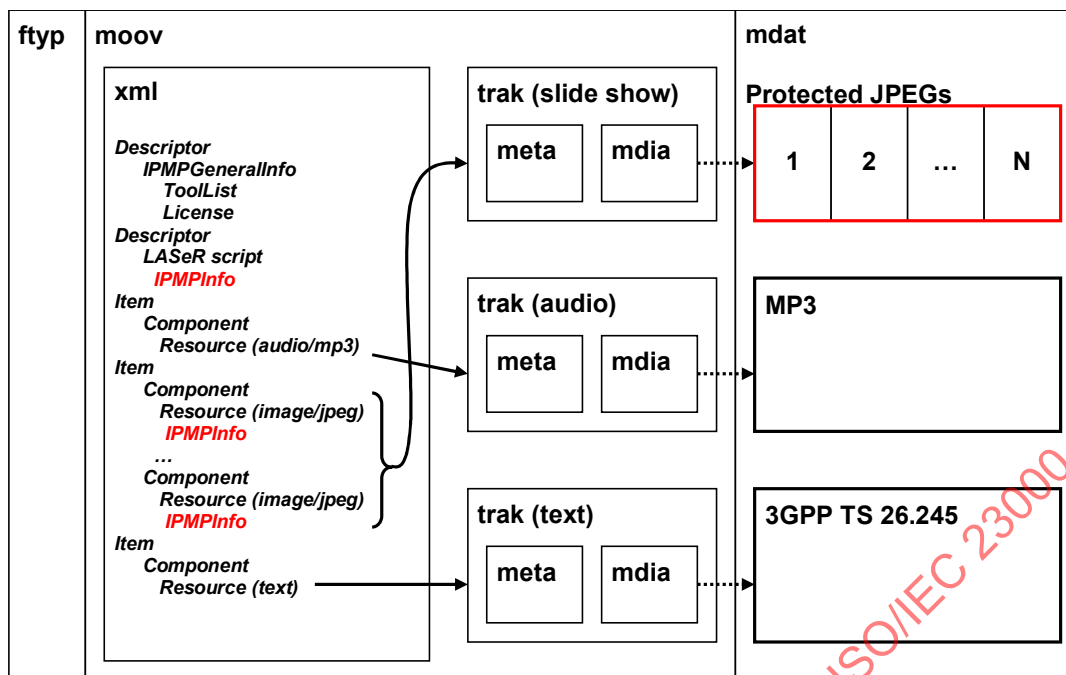 ftyp
moov
xml
Descriptor
IPMPGeneralInfo
ToolList
License
Descriptor
LASeR script
IPMPInfo
Item
Component
Resource (audio/mp3)
Item
Component
Resource (image/jpeg)
IPMPInfo
...
Component
Resource (image/jpeg)
IPMPInfo
Item
Component
Resource (text)
trak (slide show)
meta
mdia
trak (audio)
meta
mdia
trak (text)
meta
mdia
mdat
Protected JPEGs
1
2
...
N
MP3
3GPP TS 26.245
ISO/IEC 23000